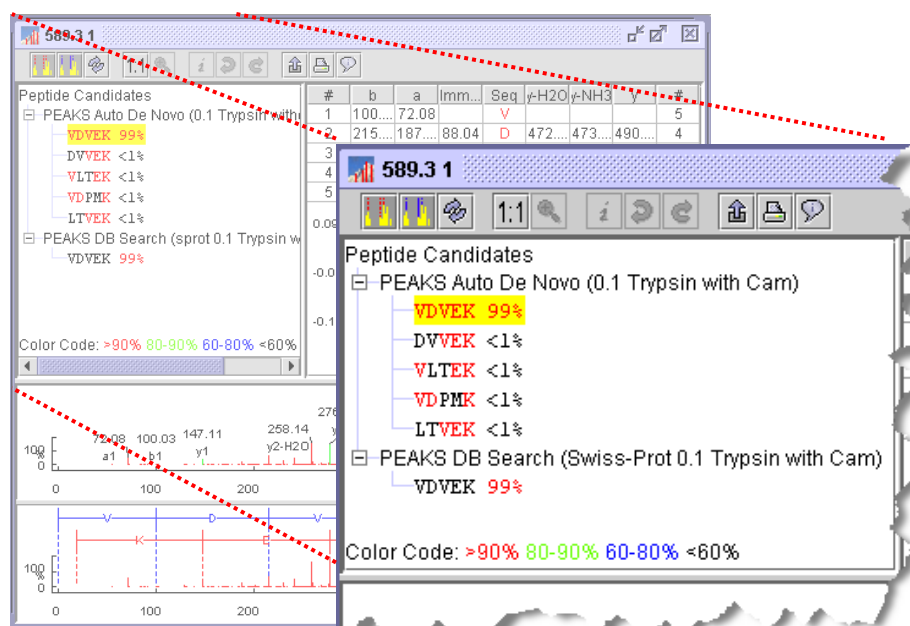 589.3 1
1:1
Peptide Candidates
PEAKS Auto De Novo (0.1 Trypsin with
VDVEK 99%
DVVEK <1%
VLTEK <1%
VDPMK <1%
LTVEK <1%
PEAKS DB Search (sprot 0.1 Trypsin w
VDVEK 99%
Color Code: >90% 80-90% 60-80% <60%
# b a Imm... Seq y-H2O y-NH3 y #
1 100.... 72.08 V 5
2 215... 187.... 88.04 D 472.... 473.... 490.... 4
3
4
5
0.09
-0.0
-0.1
589.3 1
1:1
Peptide Candidates
PEAKS Auto De Novo (0.1 Trypsin with Cam)
VDVEK 99%
DVVEK <1%
VLTEK <1%
VDPMK <1%
LTVEK <1%
PEAKS DB Search (Swiss-Prot 0.1 Trypsin with Cam)
VDVEK 99%
Color Code: >90% 80-90% 60-80% <60%
72.08 100.03 147.11 258.14 276
a1 b1 y1 y2-H2O y
100%
0
0 100 200
V D V
K E
100%
0
0 100 200